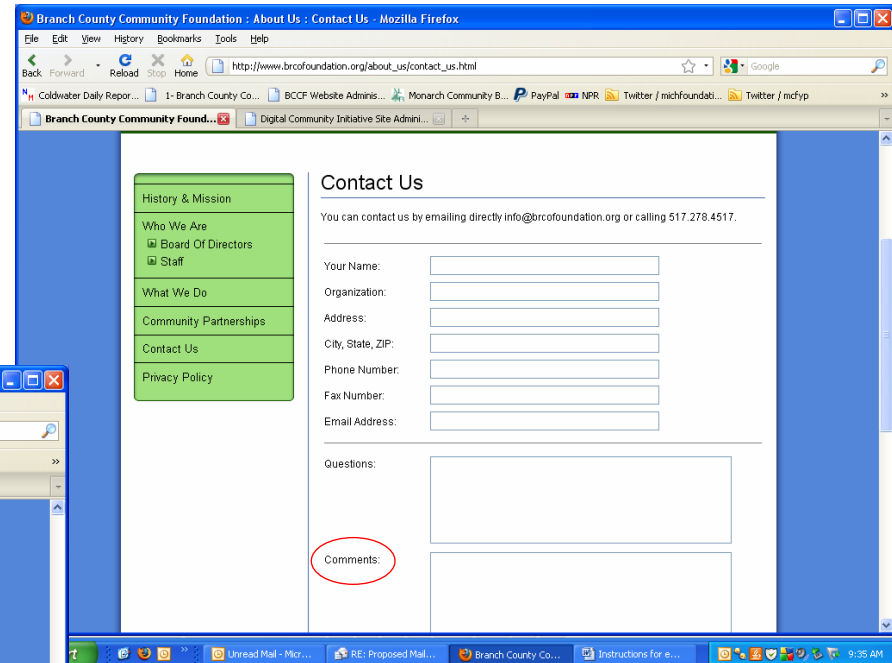 Branch County Community Foundation : About Us : Contact Us - Mozilla Firefox
File Edit View History Bookmarks Tools Help
Back Forward Reload Stop Home http://www.brcofoundation.org/about_us/contact_us.html Google
Coldwater Daily Repor... 1- Branch County Co... BCCF Website Adminis... Monarch Community B... PayPal NPR Twitter / michfoundati... Twitter / mcfyp »
Branch County Community Found... Digital Community Initiative Site Admini...
Contact Us
You can contact us by emailing directly info@brcofoundation.org or calling 517.278.4517.
History & Mission
Who We Are
Board Of Directors
Staff
What We Do
Community Partnerships
Contact Us
Privacy Policy
Your Name:
Organization:
Address:
City, State, ZIP:
Phone Number:
Fax Number:
Email Address:
Questions:
Comments:
»
Unread Mail - Micr... RE: Proposed Mail... Branch County Co... Instructions for e... 9:35 AM